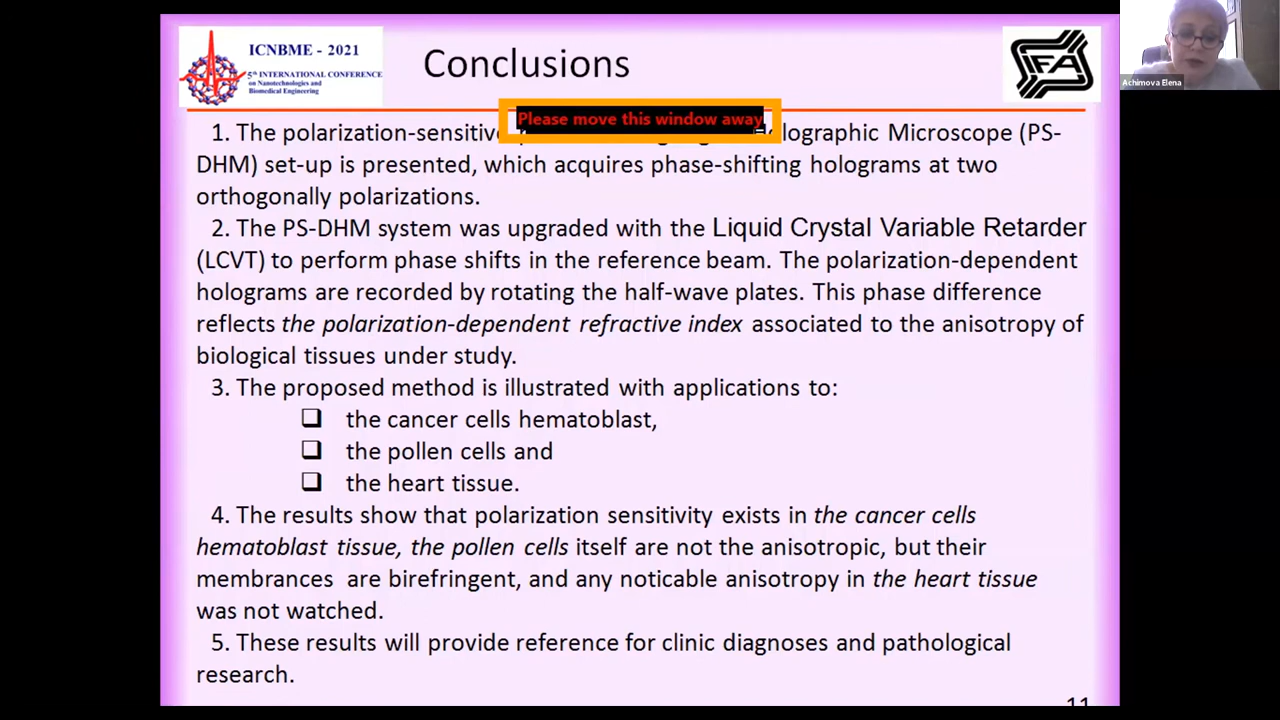 ICNBME - 2021
5th INTERNATIONAL CONFERENCE
on Nanotechnologies and
Biomedical Engineering
Conclusions
IFA
Achimova Elena
Please move this window away
1. The polarization-sensitive Holographic Microscope (PS-
DHM) set-up is presented, which acquires phase-shifting holograms at two
orthogonally polarizations.
2. The PS-DHM system was upgraded with the Liquid Crystal Variable Retarder
(LCVT) to perform phase shifts in the reference beam. The polarization-dependent
holograms are recorded by rotating the half-wave plates. This phase difference
reflects the polarization-dependent refractive index associated to the anisotropy of
biological tissues under study.
3. The proposed method is illustrated with applications to:
❑ the cancer cells hematoblast,
❑ the pollen cells and
❑ the heart tissue.
4. The results show that polarization sensitivity exists in the cancer cells
hematoblast tissue, the pollen cells itself are not the anisotropic, but their
membrances are birefringent, and any noticable anisotropy in the heart tissue
was not watched.
5. These results will provide reference for clinic diagnoses and pathological
research.
11